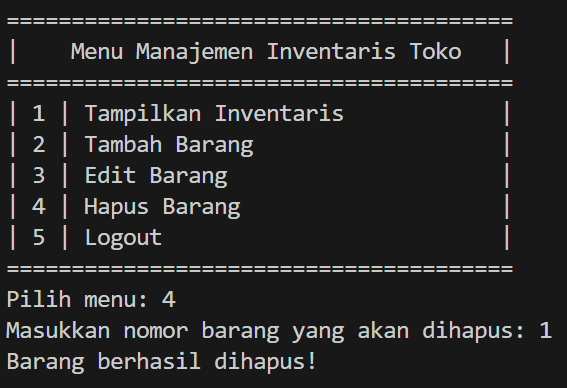 =======================================
|    Menu Manajemen Inventaris Toko   |
=======================================
| 1 | Tampilkan Inventaris            |
| 2 | Tambah Barang                   |
| 3 | Edit Barang                     |
| 4 | Hapus Barang                    |
| 5 | Logout                          |
=======================================
Pilih menu: 4
Masukkan nomor barang yang akan dihapus: 1
Barang berhasil dihapus!